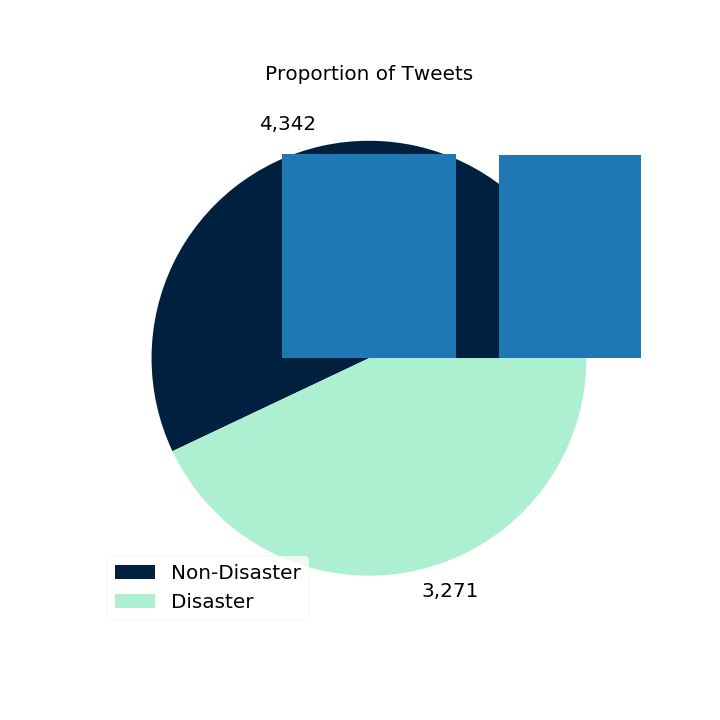 Proportion of Tweets
4,342
3,271
Non-Disaster
Disaster